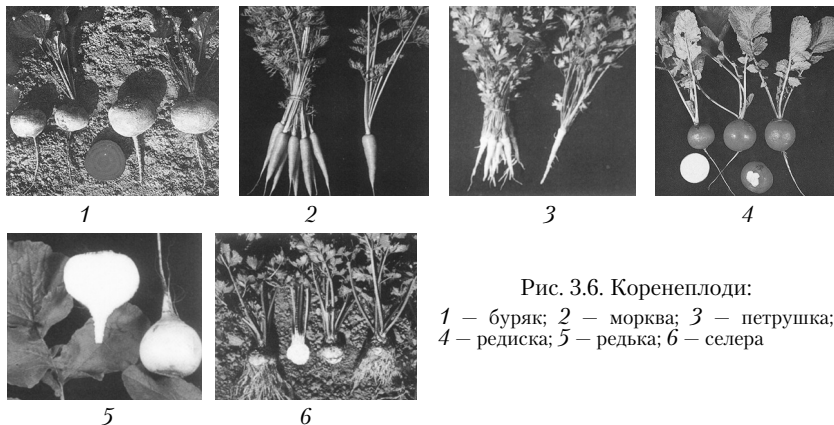 1
2
3
4
5
6
Рис. 3.6. Коренеплоди:
1 – буряк; 2 – морква; 3 – петрушка;
4 – редиска; 5 – редька; 6 – селера